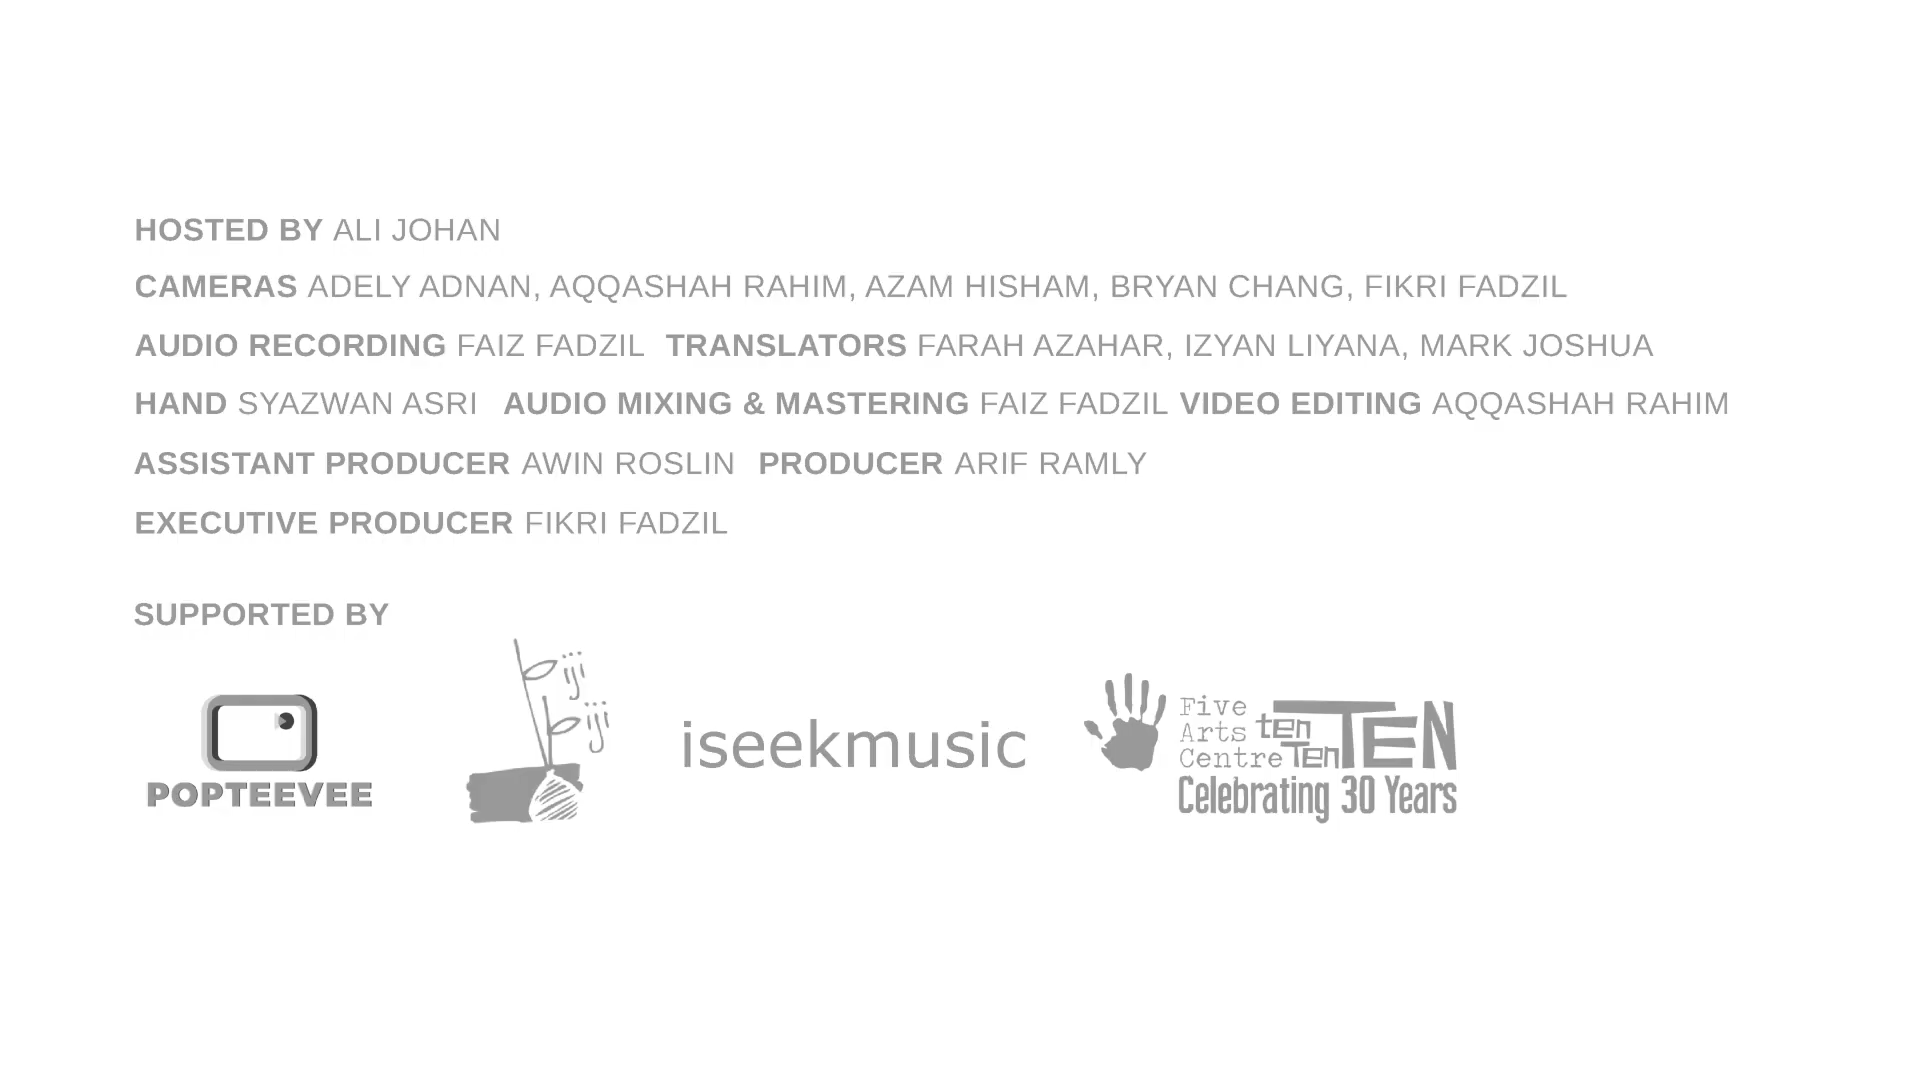 HOSTED BY ALI JOHAN
CAMERAS ADELY ADNAN, AQQASHAH RAHIM, AZAM HISHAM, BRYAN CHANG, FIKRI FADZIL
AUDIO RECORDING FAIZ FADZIL TRANSLATORS FARAH AZAHAR, IZYAN LIYANA, MARK JOSHUA
HAND SYAZWAN ASRI AUDIO MIXING & MASTERING FAIZ FADZIL VIDEO EDITING AQQASHAH RAHIM
ASSISTANT PRODUCER AWIN ROSLIN PRODUCER ARIF RAMLY
EXECUTIVE PRODUCER FIKRI FADZIL
SUPPORTED BY
POPTEEVEE
iseekmusic
Five
Arts
Centre
ten
Ten
TEN
Celebrating 30 Years